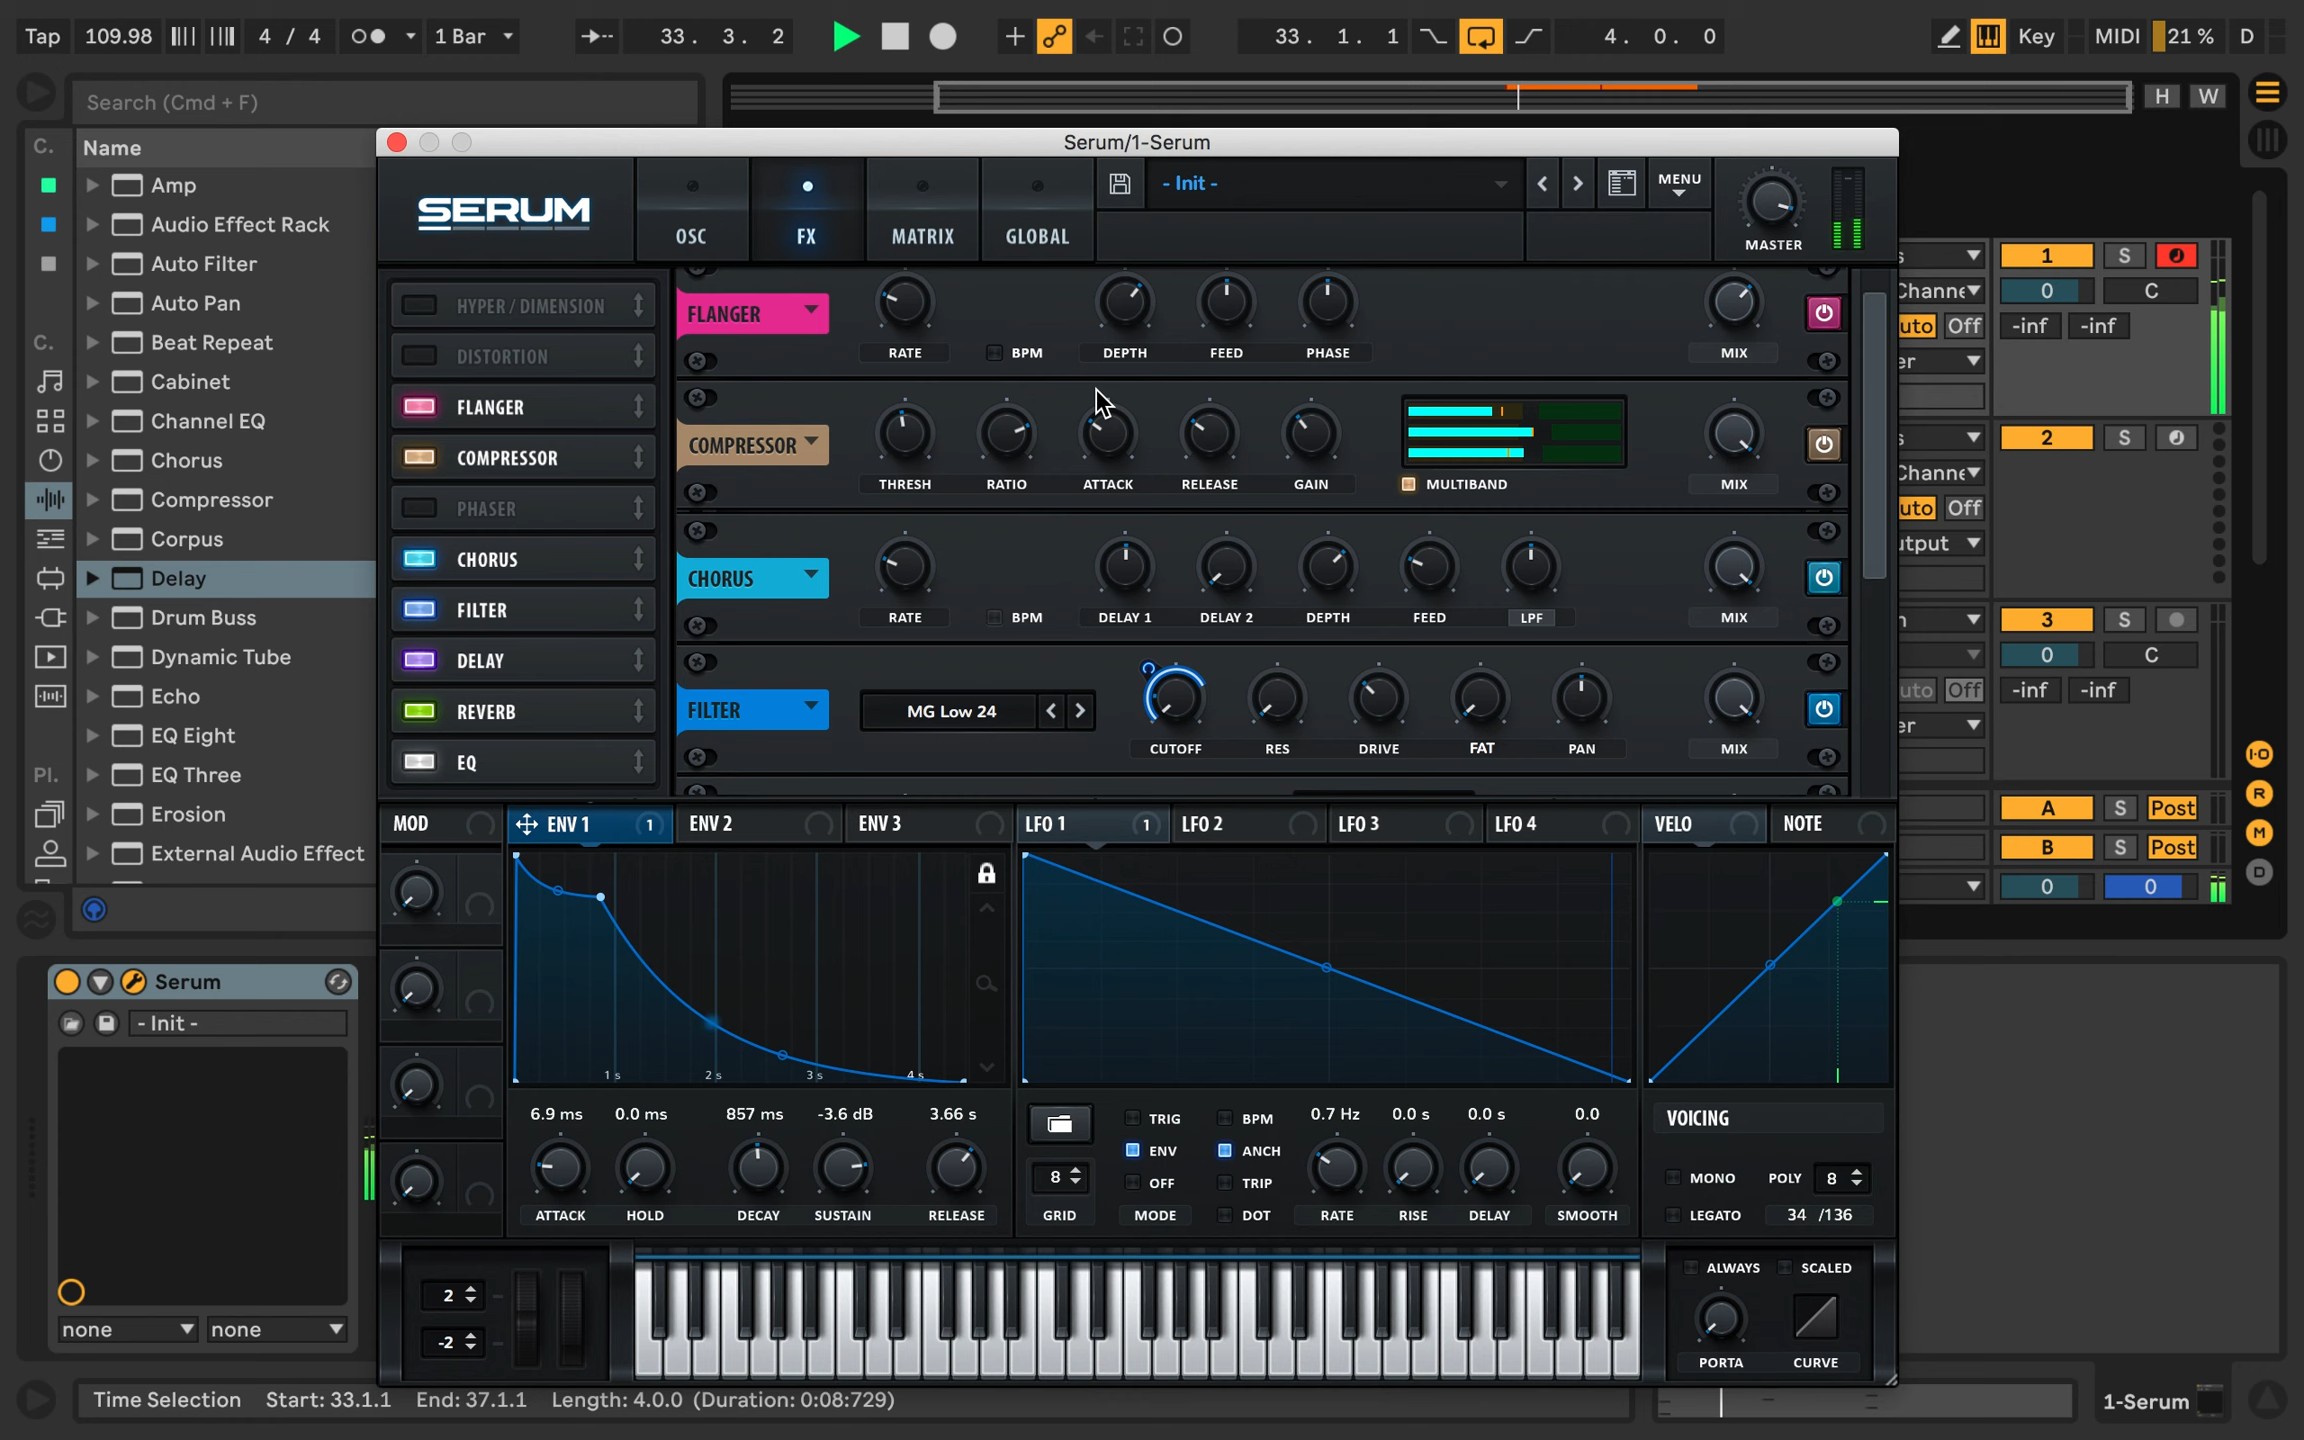 Tap 109.98 4 / 4 1 Bar 33. 3. 2 33. 1. 1 4. 0. 0 Key MIDI 21 % D
Search (Cmd + F)
H W
Serum/1-Serum
C. Name
Amp
Audio Effect Rack
Auto Filter
Auto Pan
C. Beat Repeat
Cabinet
Channel EQ
Chorus
Compressor
Corpus
Delay
Drum Buss
Dynamic Tube
Echo
EQ Eight
Pl. EQ Three
Erosion
External Audio Effect
SERUM
OSC FX MATRIX GLOBAL
- Init -
MENU
MASTER
HYPER / DIMENSION
DISTORTION
FLANGER
COMPRESSOR
PHASER
CHORUS
FILTER
DELAY
REVERB
EQ
FLANGER
RATE BPM DEPTH FEED PHASE MIX
COMPRESSOR
THRESH RATIO ATTACK RELEASE GAIN MULTIBAND MIX
CHORUS
RATE BPM DELAY 1 DELAY 2 DEPTH FEED LPF MIX
FILTER MG Low 24
CUTOFF RES DRIVE FAT PAN MIX
s 1 S
Channe 0 C
uto Off -inf -inf
er
s 2 S
Channe
uto Off
utput
n 3 S
0 C
uto Off -inf -inf
er
A S Post
B S Post
0 0
I·O
R
M
D
MOD ENV 1 1 ENV 2 ENV 3 LFO 1 1 LFO 2 LFO 3 LFO 4 VELO NOTE
1 s 2 s 3 s 4 s
6.9 ms 0.0 ms 857 ms -3.6 dB 3.66 s
ATTACK HOLD DECAY SUSTAIN RELEASE
TRIG BPM 0.7 Hz 0.0 s 0.0 s 0.0
ENV ANCH
8 OFF TRIP
GRID MODE DOT RATE RISE DELAY SMOOTH
VOICING
MONO POLY 8
LEGATO 34 /136
2
-2
ALWAYS SCALED
PORTA CURVE
Serum
- Init -
none none
Time Selection Start: 33.1.1 End: 37.1.1 Length: 4.0.0 (Duration: 0:08:729)
1-Serum